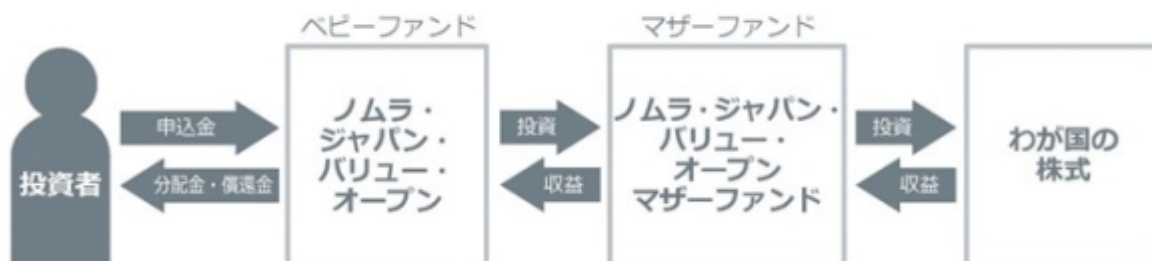 ベビーファンド
マザーファンド
投資者
申込金
分配金・償還金
ノムラ・
ジャパン・
バリュー・
オープン
投資
収益
ノムラ・ジャパン・
バリュー・
オープン
マザーファンド
投資
収益
わが国の
株式